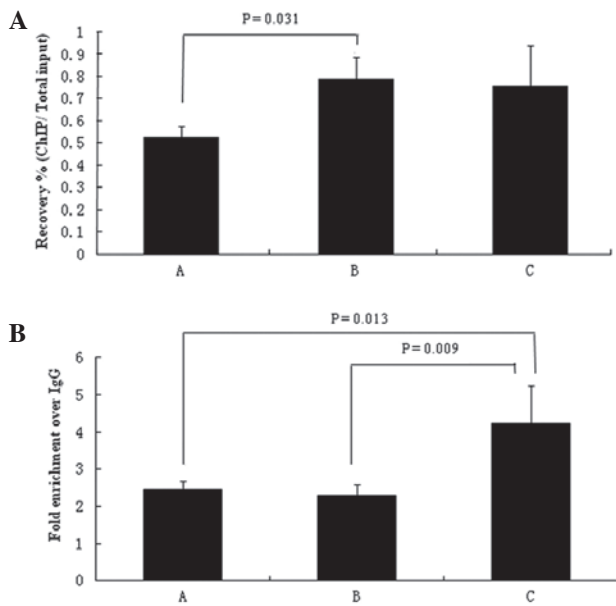 A
P=0.031
Recovery % (ChIP/ Total input)
1
0.9
0.8
0.7
0.6
0.5
0.4
0.3
0.2
0.1
0
A B C
B
P=0.013
P=0.009
Fold enrichment over IgG
6
5
4
3
2
1
0
A B C